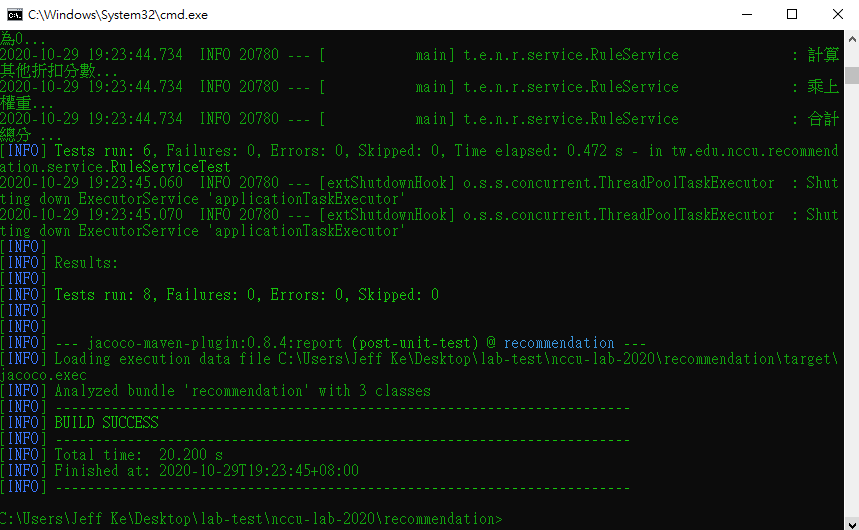 C:\Windows\System32\cmd.exe
為0...
2020-10-29 19:23:44.734  INFO 20780 --- [           main] t.e.n.r.service.RuleService              : 計算
其他折扣分數...
2020-10-29 19:23:44.734  INFO 20780 --- [           main] t.e.n.r.service.RuleService              : 乘上
權重...
2020-10-29 19:23:44.734  INFO 20780 --- [           main] t.e.n.r.service.RuleService              : 合計
總分 ...
[INFO] Tests run: 6, Failures: 0, Errors: 0, Skipped: 0, Time elapsed: 0.472 s - in tw.edu.nccu.recommend
ation.service.RuleServiceTest
2020-10-29 19:23:45.060  INFO 20780 --- [extShutdownHook] o.s.s.concurrent.ThreadPoolTaskExecutor  : Shut
ting down ExecutorService 'applicationTaskExecutor'
2020-10-29 19:23:45.070  INFO 20780 --- [extShutdownHook] o.s.s.concurrent.ThreadPoolTaskExecutor  : Shut
ting down ExecutorService 'applicationTaskExecutor'
[INFO]
[INFO] Results:
[INFO]
[INFO] Tests run: 8, Failures: 0, Errors: 0, Skipped: 0
[INFO]
[INFO]
[INFO] --- jacoco-maven-plugin:0.8.4:report (post-unit-test) @ recommendation ---
[INFO] Loading execution data file C:\Users\Jeff Ke\Desktop\lab-test\nccu-lab-2020\recommendation\target\
jacoco.exec
[INFO] Analyzed bundle 'recommendation' with 3 classes
[INFO] ------------------------------------------------------------------------
[INFO] BUILD SUCCESS
[INFO] ------------------------------------------------------------------------
[INFO] Total time:  20.200 s
[INFO] Finished at: 2020-10-29T19:23:45+08:00
[INFO] ------------------------------------------------------------------------
C:\Users\Jeff Ke\Desktop\lab-test\nccu-lab-2020\recommendation>